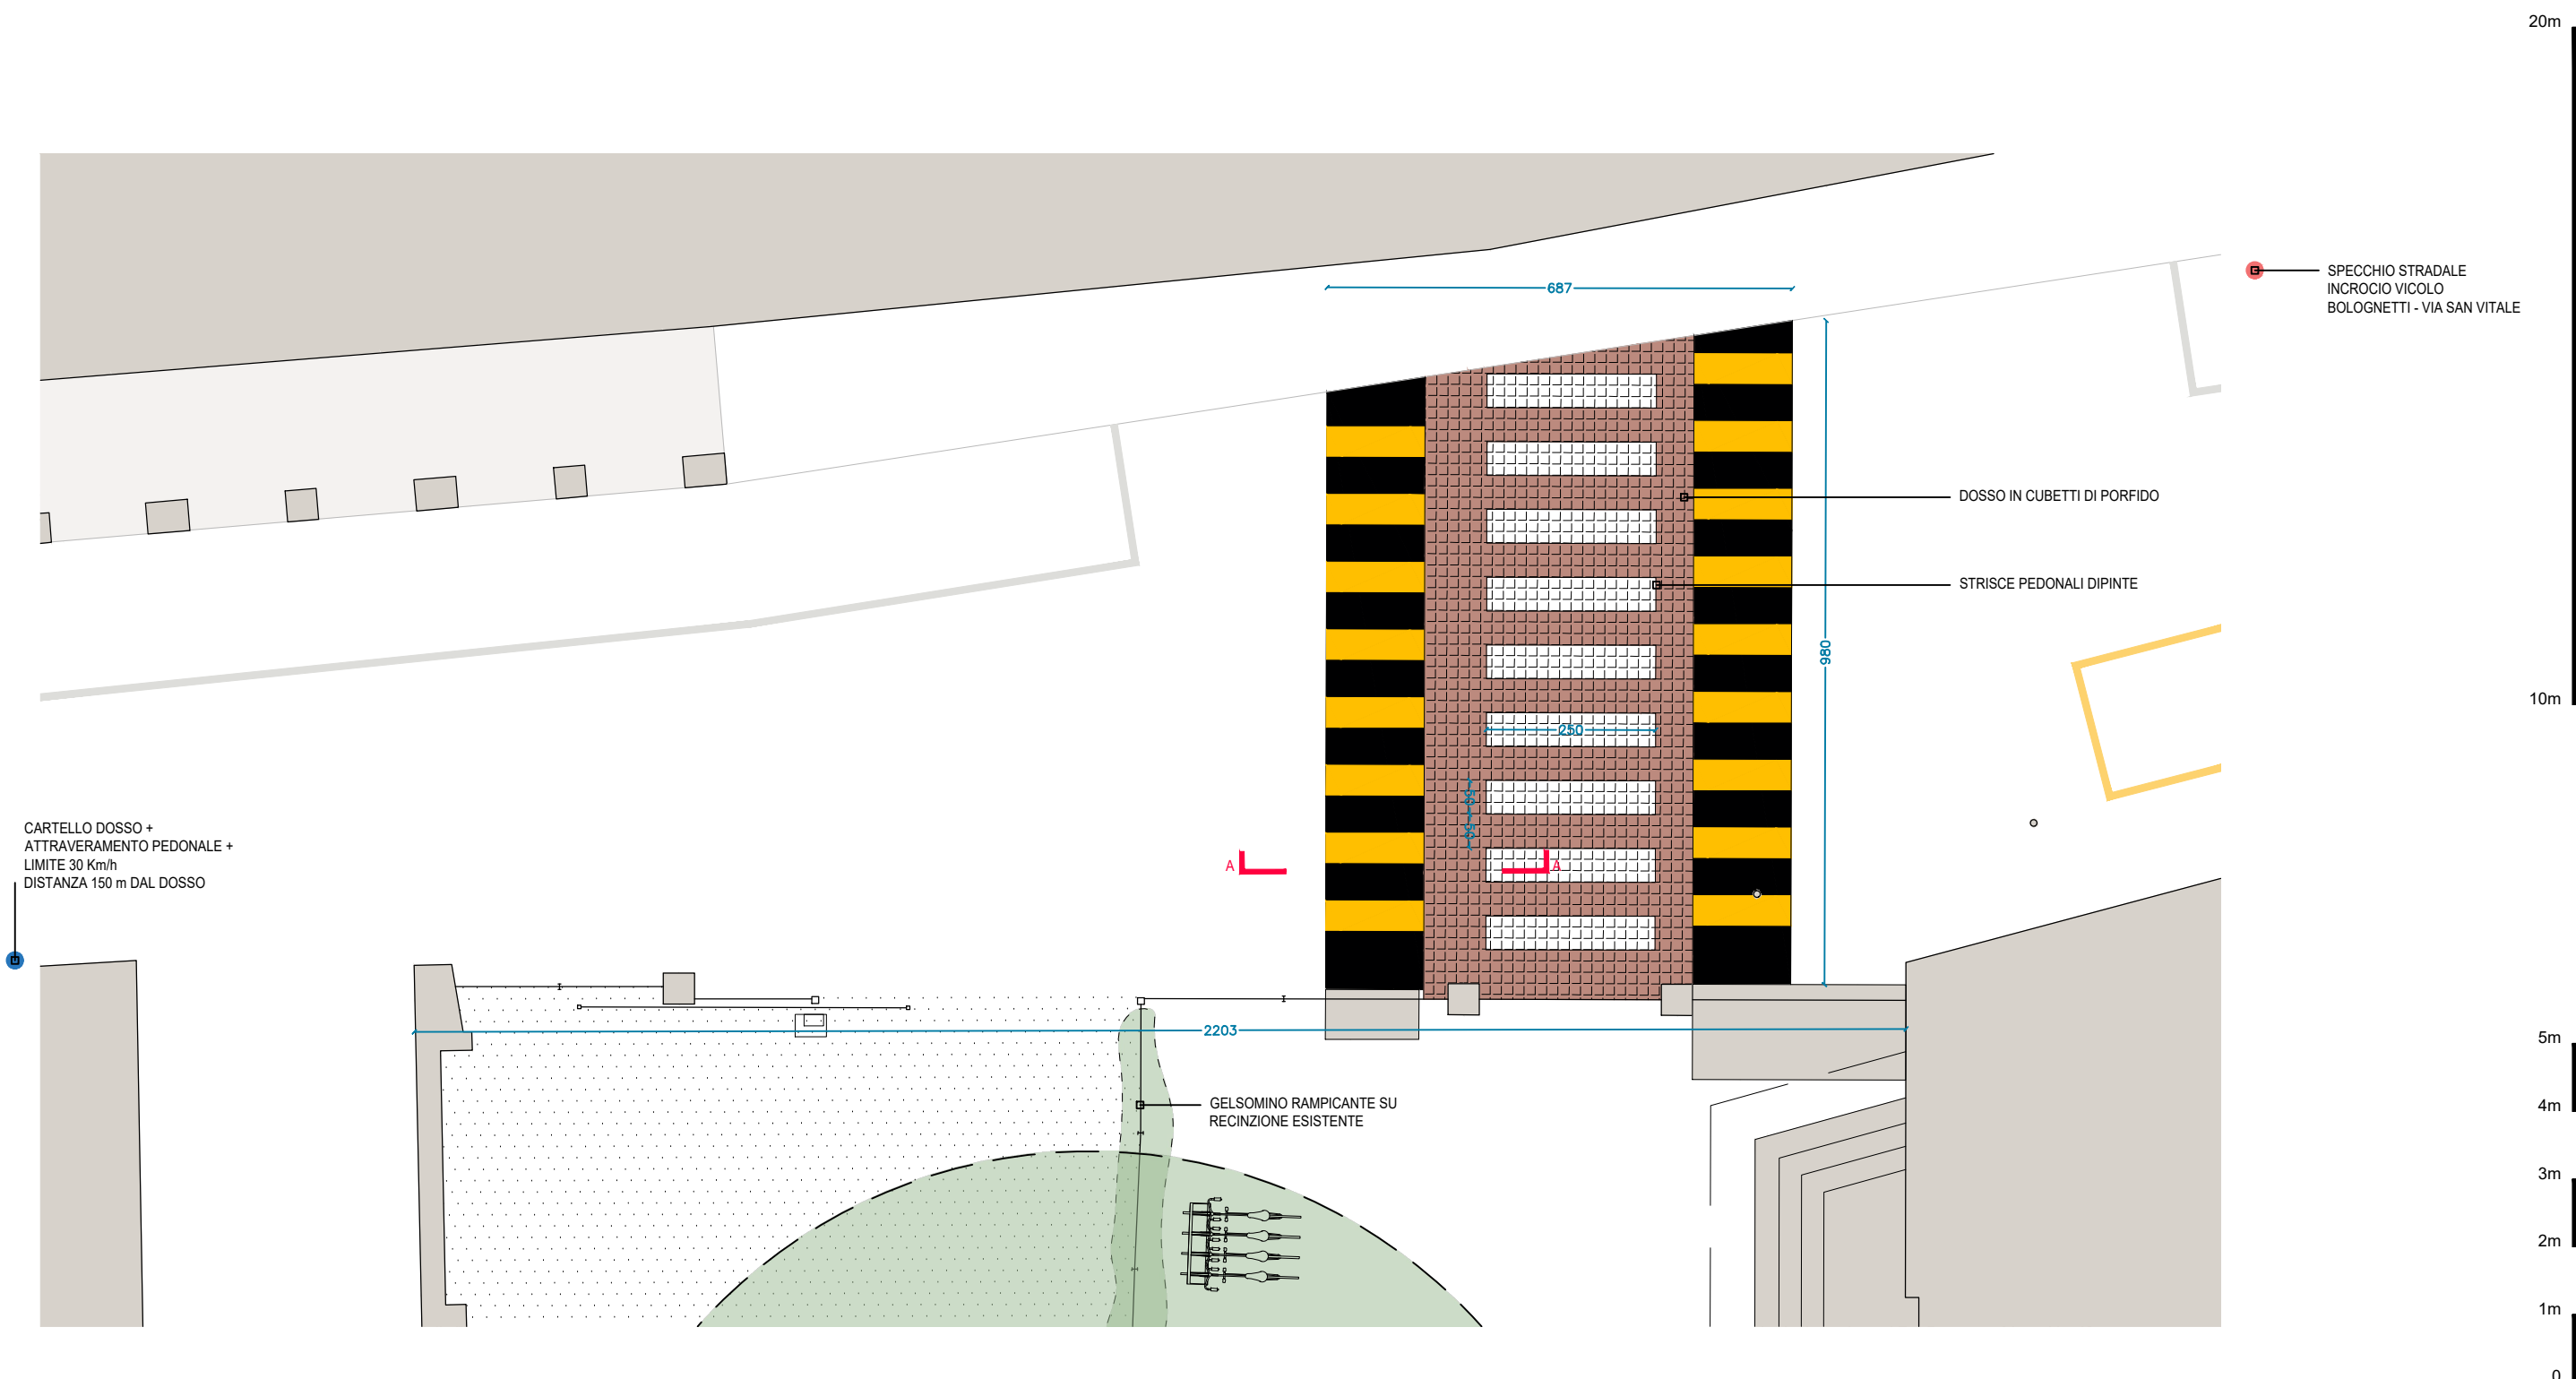 20m
SPECCHIO STRADALE
INCROCIO VICOLO
BOLOGNETTI - VIA SAN VITALE
687
DOSSO IN CUBETTI DI PORFIDO
STRISCE PEDONALI DIPINTE
980
10m
250
50
50
CARTELLO DOSSO +
ATTRAVERAMENTO PEDONALE +
LIMITE 30 Km/h
DISTANZA 150 m DAL DOSSO
A
A
2203
5m
GELSOMINO RAMPICANTE SU
RECINZIONE ESISTENTE
4m
3m
2m
1m
0